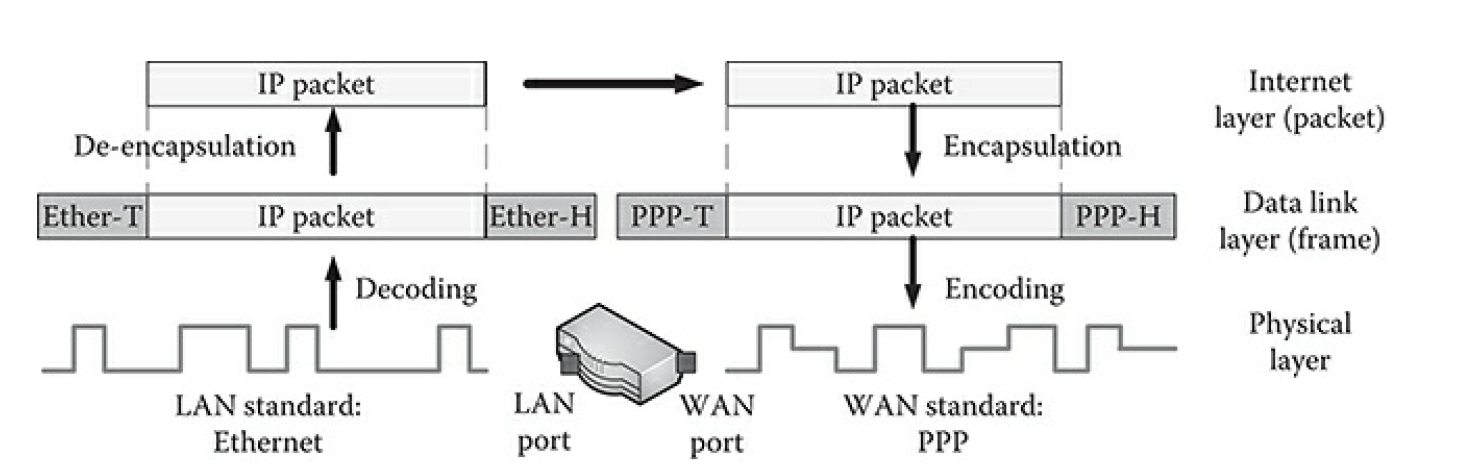 IP packet
IP packet
Internet
layer (packet)
De-encapsulation
Encapsulation
Ether-T
IP packet
Ether-H
PPP-T
IP packet
PPP-H
Data link
layer (frame)
Decoding
Encoding
Physical
layer
LAN standard:
Ethernet
LAN
port
WAN
port
WAN standard:
PPP